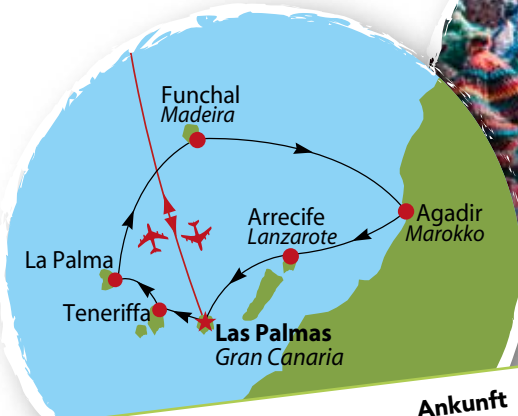 Funchal
Madeira
Agadir
Marokko
Arrecife
Lanzarote
La Palma
Teneriffa
Las Palmas
Gran Canaria
Ankunft